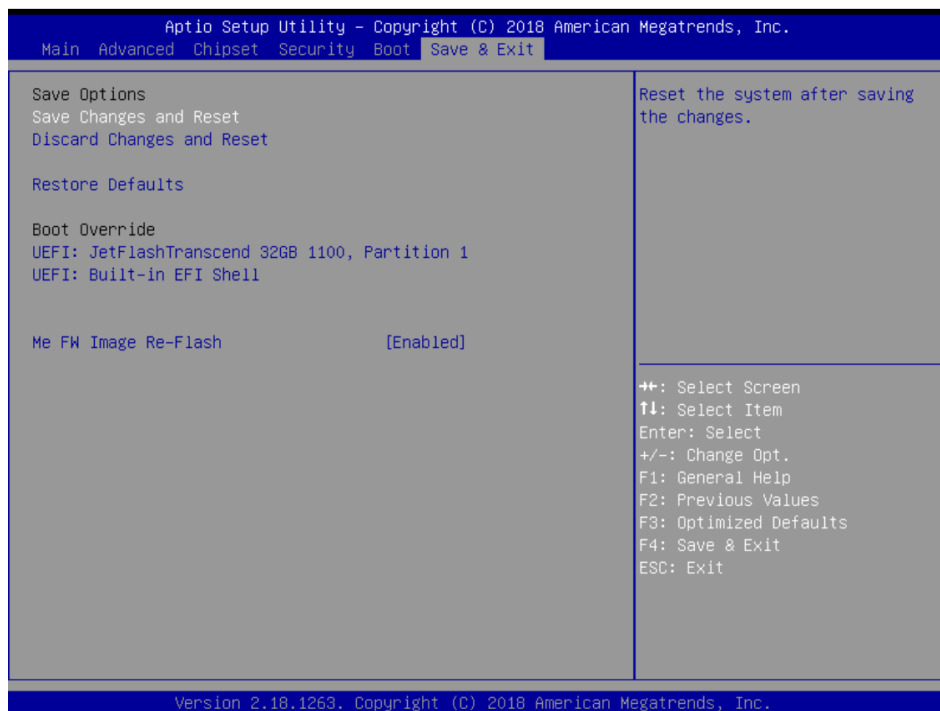 Aptio Setup Utility – Copyright (C) 2018 American Megatrends, Inc.
Main Advanced Chipset Security Boot Save & Exit
Save Options
Save Changes and Reset
Discard Changes and Reset
Restore Defaults
Boot Override
UEFI: JetFlashTranscend 32GB 1100, Partition 1
UEFI: Built-in EFI Shell
Me FW Image Re-Flash [Enabled]
Reset the system after saving
the changes.
→←: Select Screen
↑↓: Select Item
Enter: Select
+/-: Change Opt.
F1: General Help
F2: Previous Values
F3: Optimized Defaults
F4: Save & Exit
ESC: Exit
Version 2.18.1263. Copyright (C) 2018 American Megatrends, Inc.